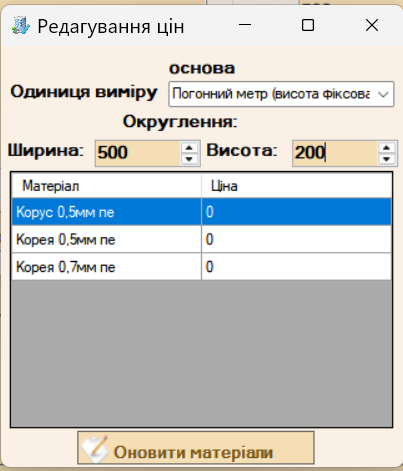 Редагування цін
основа
Одиниця виміру Погонний метр (висота фіксова
Округлення:
Ширина: 500 Висота: 200
Матеріал Ціна
Корус 0,5мм пе 0
Корея 0,5мм пе 0
Корея 0,7мм пе 0
Оновити матеріали